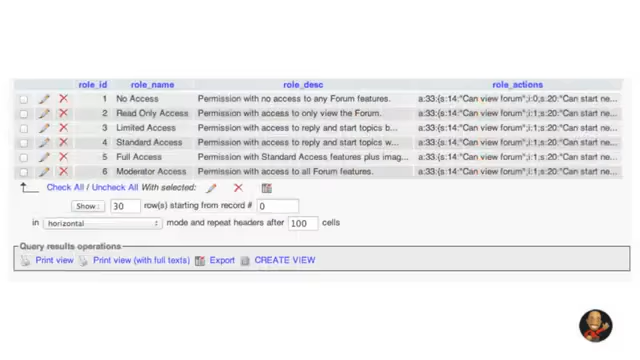 role_id role_name role_desc role_actions
1 No Access Permission with no access to any Forum features. a:33:{s:14:"Can view forum";i:0;s:20:"Can start ne...
2 Read Only Access Permission with access to only view the Forum. a:33:{s:14:"Can view forum";i:1;s:20:"Can start ne...
3 Limited Access Permission with access to reply and start topics b... a:33:{s:14:"Can view forum";i:1;s:20:"Can start ne...
4 Standard Access Permission with access to reply and start topics w... a:33:{s:14:"Can view forum";i:1;s:20:"Can start ne...
5 Full Access Permission with Standard Access features plus imag... a:33:{s:14:"Can view forum";i:1;s:20:"Can start ne...
6 Moderator Access Permission with access to all Forum features. a:33:{s:14:"Can view forum";i:1;s:20:"Can start ne...
Check All / Uncheck All With selected:
Show : 30 row(s) starting from record # 0
in horizontal mode and repeat headers after 100 cells
Query results operations
Print view Print view (with full texts) Export CREATE VIEW